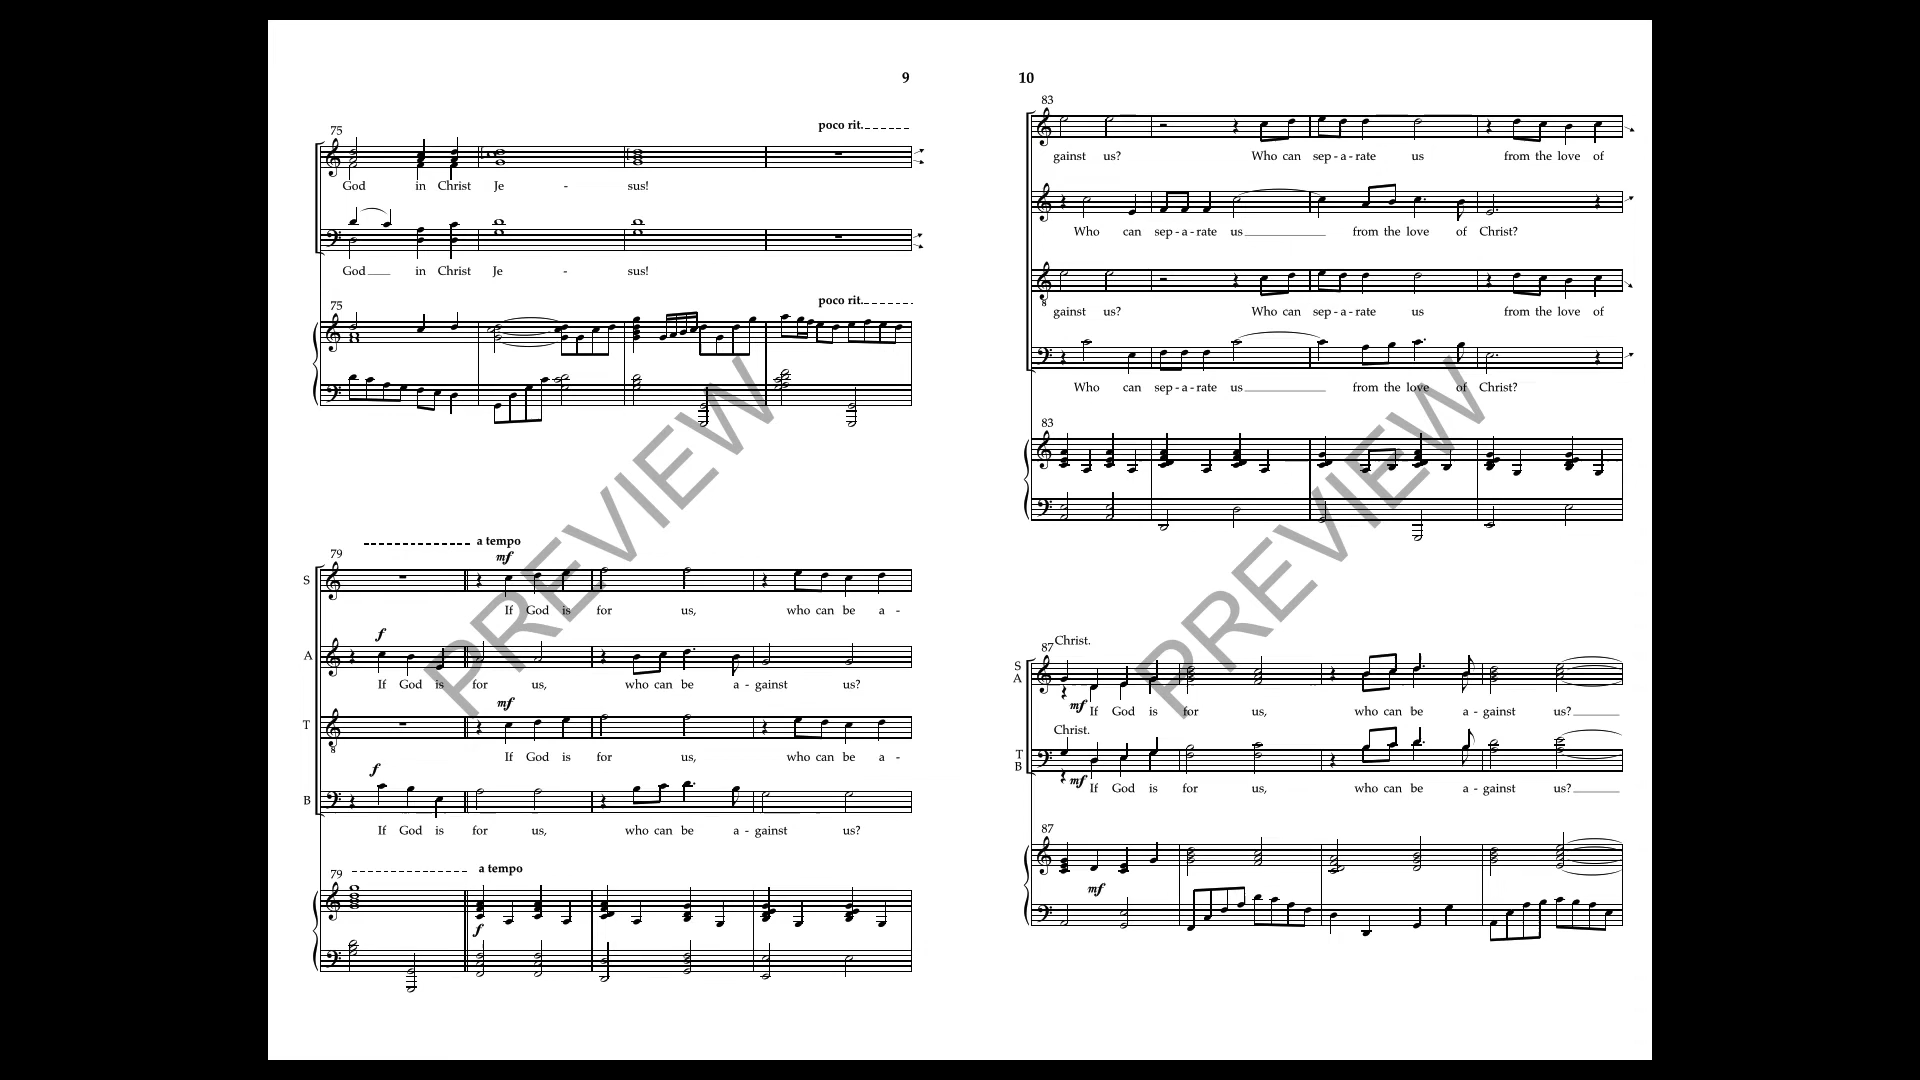 9
poco rit.
75
God in Christ Je - sus!
God in Christ Je - sus!
poco rit.
75
a tempo
79
mf
S
If God is for us, who can be a -
f
A
If God is for us, who can be a - gainst us?
mf
T
8
If God is for us, who can be a -
f
B
If God is for us, who can be a - gainst us?
a tempo
79
f
PREVIEW
10
83
gainst us? Who can sep - a - rate us from the love of
Who can sep - a - rate us from the love of Christ?
8
gainst us? Who can sep - a - rate us from the love of
Who can sep - a - rate us from the love of Christ?
83
Christ.
87
S
A
mf If God is for us, who can be a - gainst us?
Christ.
T
B
mf If God is for us, who can be a - gainst us?
87
mf
PREVIEW